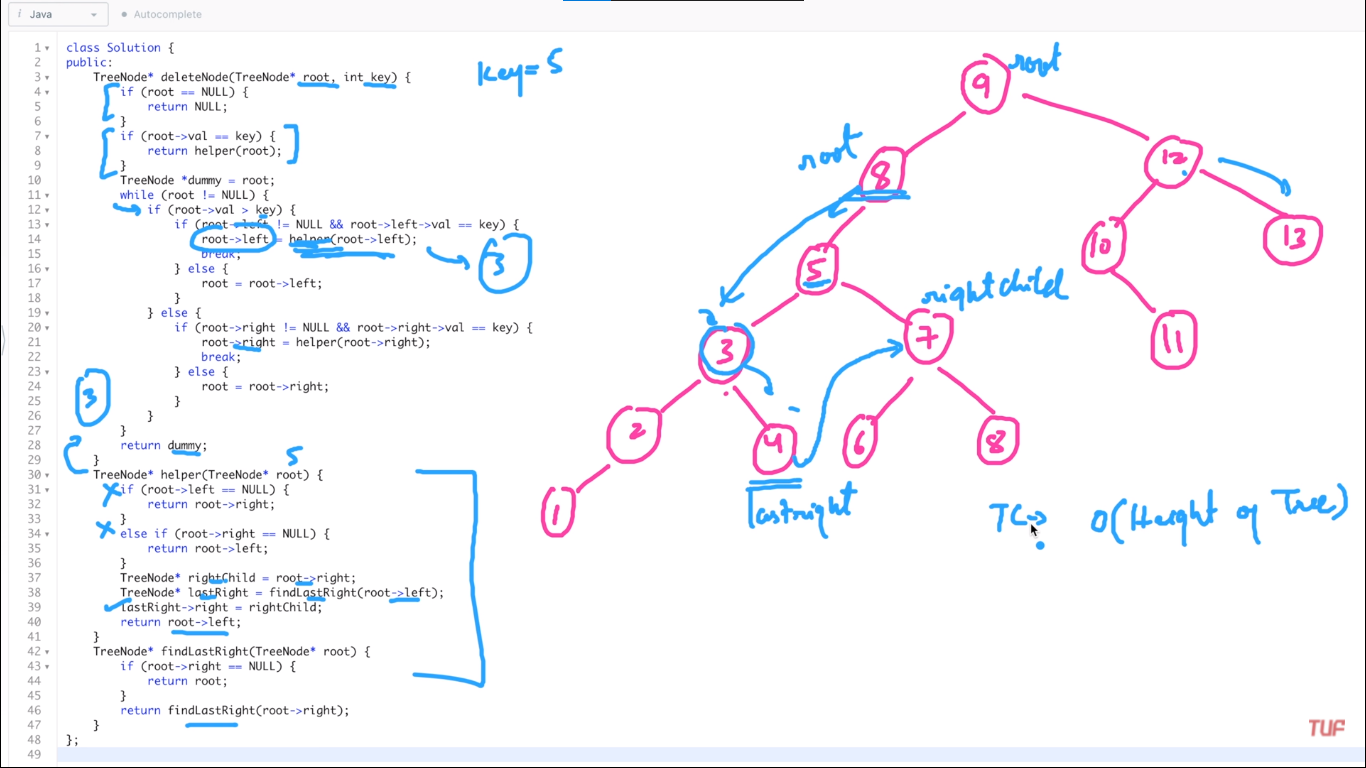 i Java
Autocomplete
1 class Solution {
2 public:
3 TreeNode* deleteNode(TreeNode* root, int key) {
4 if (root == NULL) {
5 return NULL;
6 }
7 if (root->val == key) {
8 return helper(root);
9 }
10 TreeNode *dummy = root;
11 while (root != NULL) {
12 if (root->val > key) {
13 if (root->left != NULL && root->left->val == key) {
14 root->left = helper(root->left);
15 break;
16 } else {
17 root = root->left;
18 }
19 } else {
20 if (root->right != NULL && root->right->val == key) {
21 root->right = helper(root->right);
22 break;
23 } else {
24 root = root->right;
25 }
26 }
27 }
28 return dummy;
29 }
30 TreeNode* helper(TreeNode* root) {
31 if (root->left == NULL) {
32 return root->right;
33 }
34 else if (root->right == NULL) {
35 return root->left;
36 }
37 TreeNode* rightChild = root->right;
38 TreeNode* lastRight = findLastRight(root->left);
39 lastRight->right = rightChild;
40 return root->left;
41 }
42 TreeNode* findLastRight(TreeNode* root) {
43 if (root->right == NULL) {
44 return root;
45 }
46 return findLastRight(root->right);
47 }
48 };
49
key = 5
3
3
5
root
9
root
8
12
5
10
13
rightchild
3
7
11
2
4
6
8
1
lastright
TC-> O(Height of Tree)
TUF